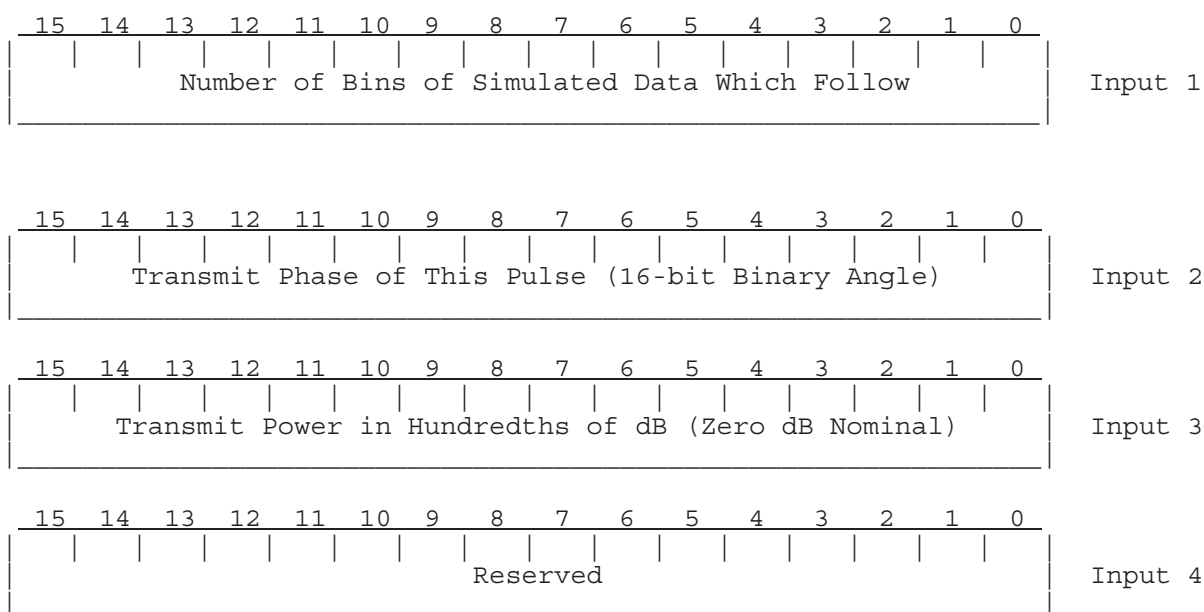 15 14 13 12 11 10 9 8 7 6 5 4 3 2 1 0
Number of Bins of Simulated Data Which Follow Input 1
15 14 13 12 11 10 9 8 7 6 5 4 3 2 1 0
Transmit Phase of This Pulse (16-bit Binary Angle) Input 2
15 14 13 12 11 10 9 8 7 6 5 4 3 2 1 0
Transmit Power in Hundredths of dB (Zero dB Nominal) Input 3
15 14 13 12 11 10 9 8 7 6 5 4 3 2 1 0
Reserved Input 4